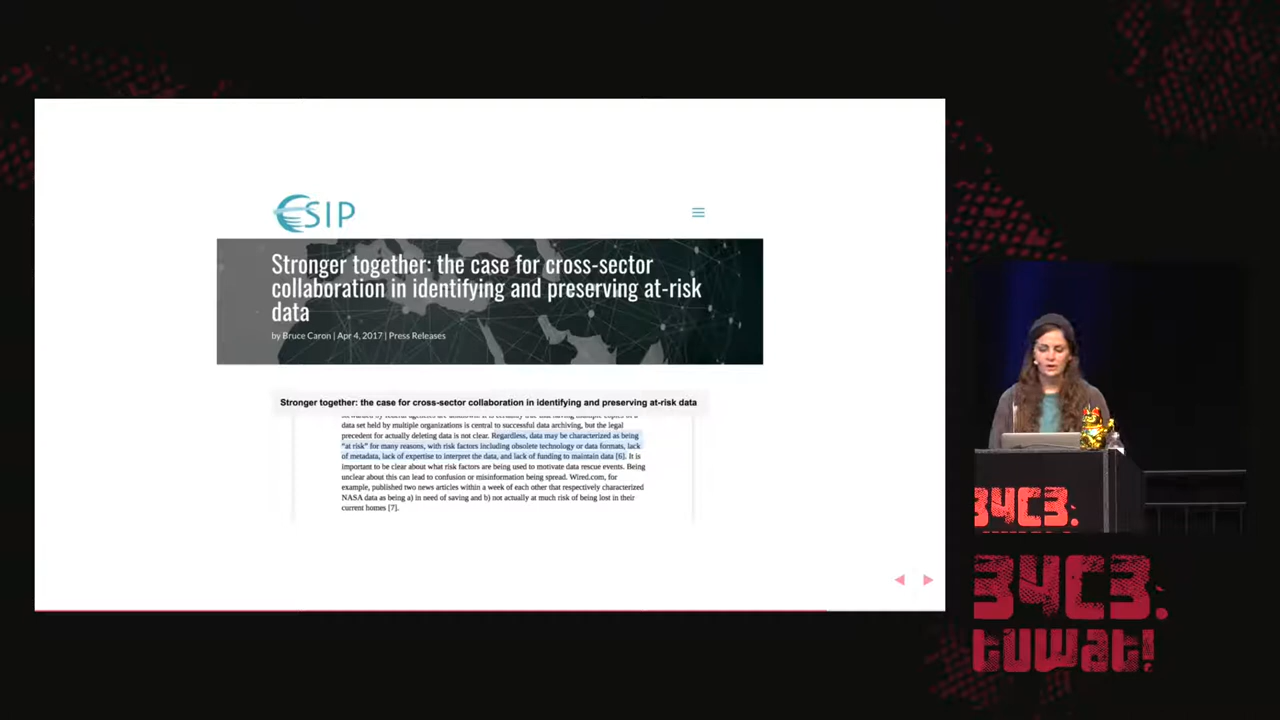 ESIP
Stronger together: the case for cross-sector
collaboration in identifying and preserving at-risk
data
by Bruce Caron | Apr 4, 2017 | Press Releases
Stronger together: the case for cross-sector collaboration in identifying and preserving at-risk data
data set held by multiple organizations is central to successful data archiving, but the legal
precedent for actually deleting data is not clear. Regardless, data may be characterized as being
"at risk" for many reasons, with risk factors including obsolete technology or data formats, lack
of metadata, lack of expertise to interpret the data, and lack of funding to maintain data [6]. It is
important to be clear about what risk factors are being used to motivate data rescue events. Being
unclear about this can lead to confusion or misinformation being spread. Wired.com, for
example, published two news articles within a week of each other that respectively characterized
NASA data as being a) in need of saving and b) not actually at much risk of being lost in their
current homes [7].
34C3.
34C3.
tuwat!